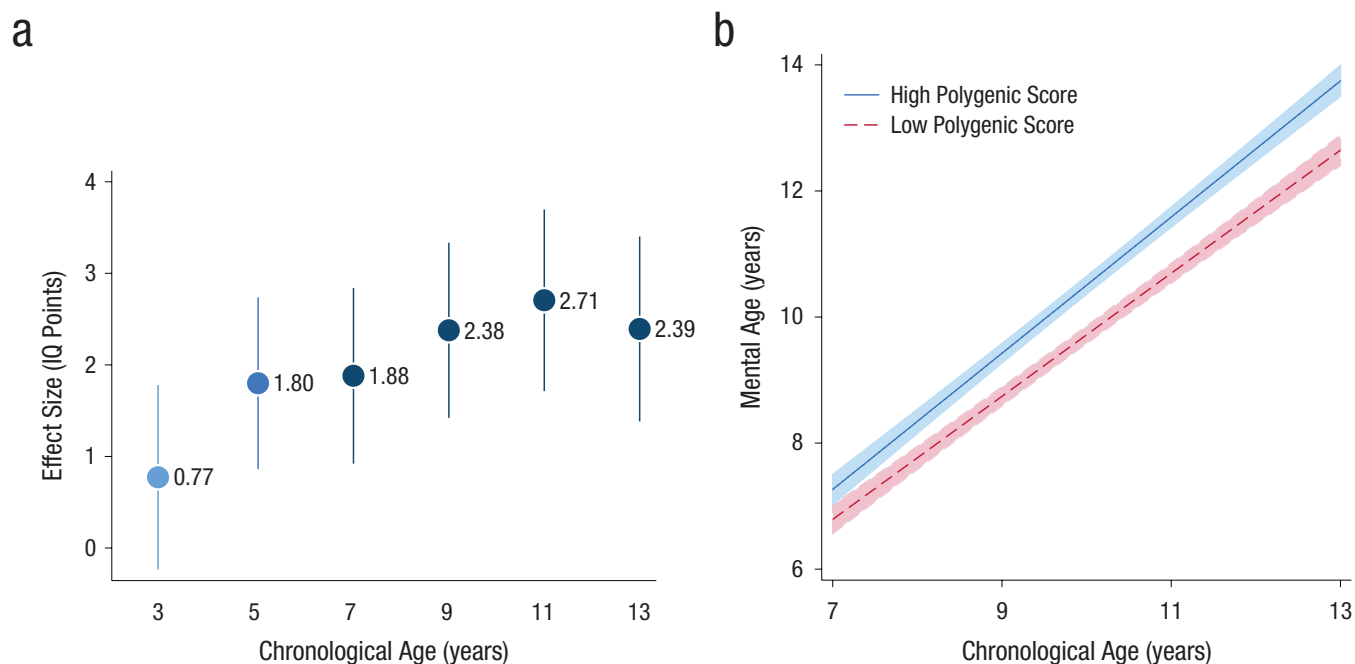 a
Effect Size (IQ Points)
4
3
2
1
0
0.77
1.80
1.88
2.38
2.71
2.39
3 5 7 9 11 13
Chronological Age (years)
b
Mental Age (years)
14
12
10
8
6
High Polygenic Score
Low Polygenic Score
7 9 11 13
Chronological Age (years)